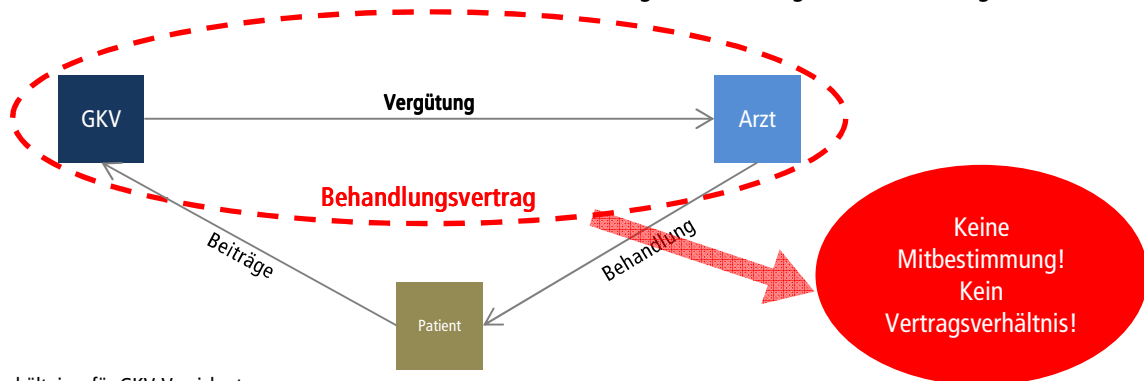 GKV
Vergütung
Arzt
Behandlungsvertrag
Beiträge
Behandlung
Patient
Keine
Mitbestimmung!
Kein
Vertragsverhältnis!